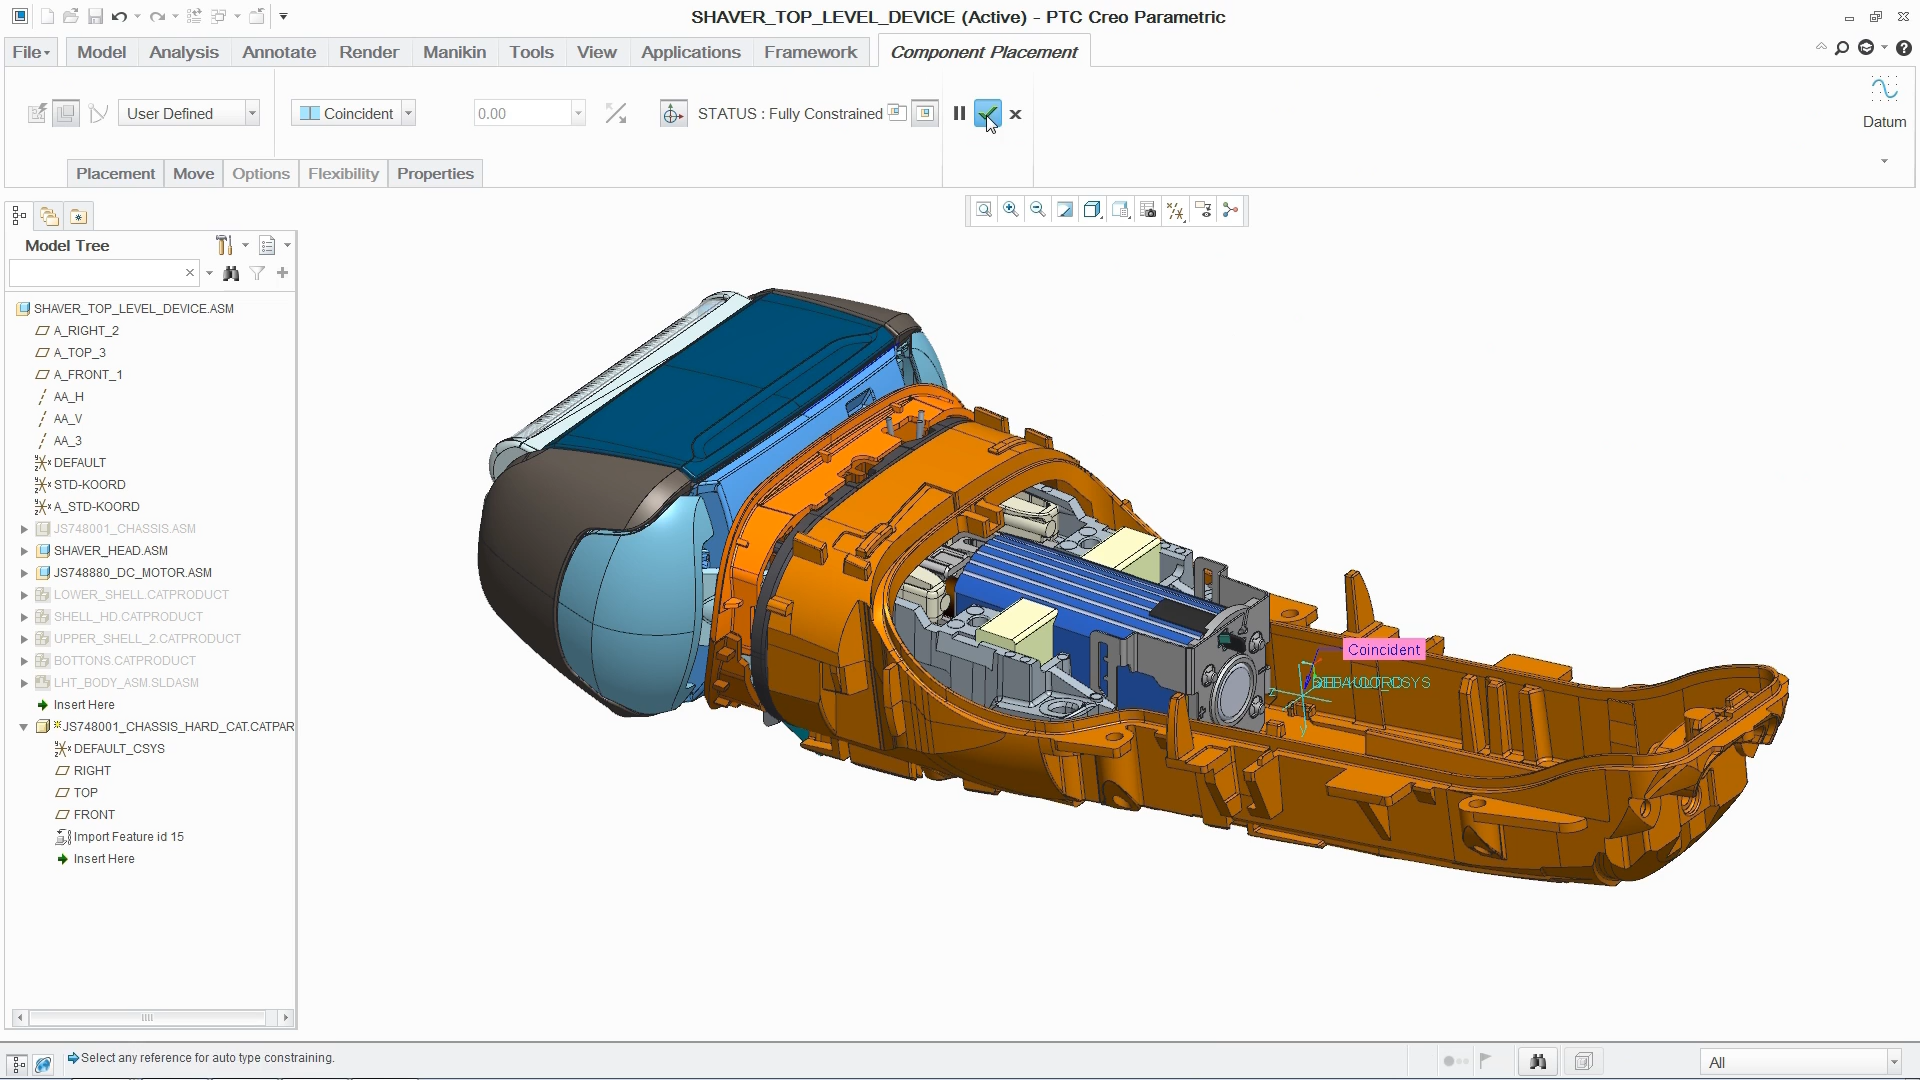 SHAVER_TOP_LEVEL_DEVICE (Active) - PTC Creo Parametric
File Model Analysis Annotate Render Manikin Tools View Applications Framework Component Placement
User Defined Coincident 0.00 STATUS : Fully Constrained
Datum
Placement Move Options Flexibility Properties
Model Tree
SHAVER_TOP_LEVEL_DEVICE.ASM
A_RIGHT_2
A_TOP_3
A_FRONT_1
AA_H
AA_V
AA_3
DEFAULT
STD-KOORD
A_STD-KOORD
JS748001_CHASSIS.ASM
SHAVER_HEAD.ASM
JS748880_DC_MOTOR.ASM
LOWER_SHELL.CATPRODUCT
SHELL_HD.CATPRODUCT
UPPER_SHELL_2.CATPRODUCT
BOTTONS.CATPRODUCT
LHT_BODY_ASM.SLDASM
Insert Here
JS748001_CHASSIS_HARD_CAT.CATPAR
DEFAULT_CSYS
RIGHT
TOP
FRONT
Import Feature id 15
Insert Here
Coincident
Select any reference for auto type constraining.
All